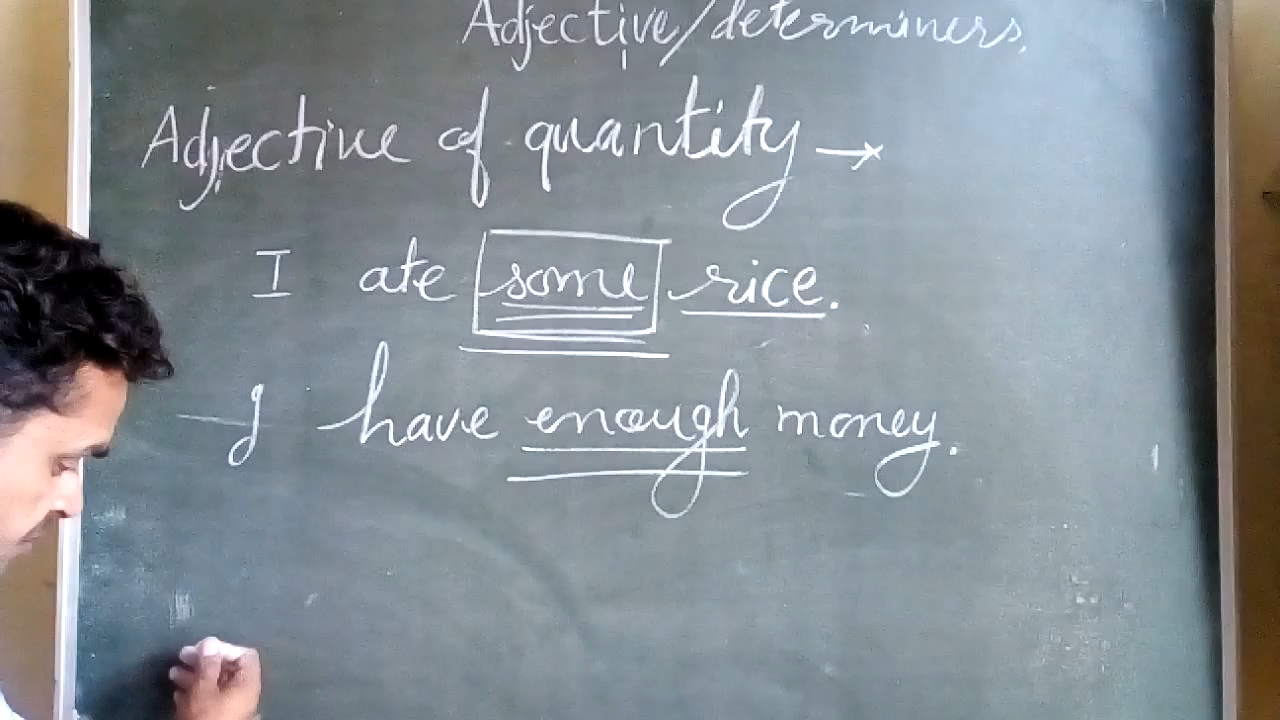 Adjective/determiners.
Adjective of quantity →
I ate some rice.
I have enough money.